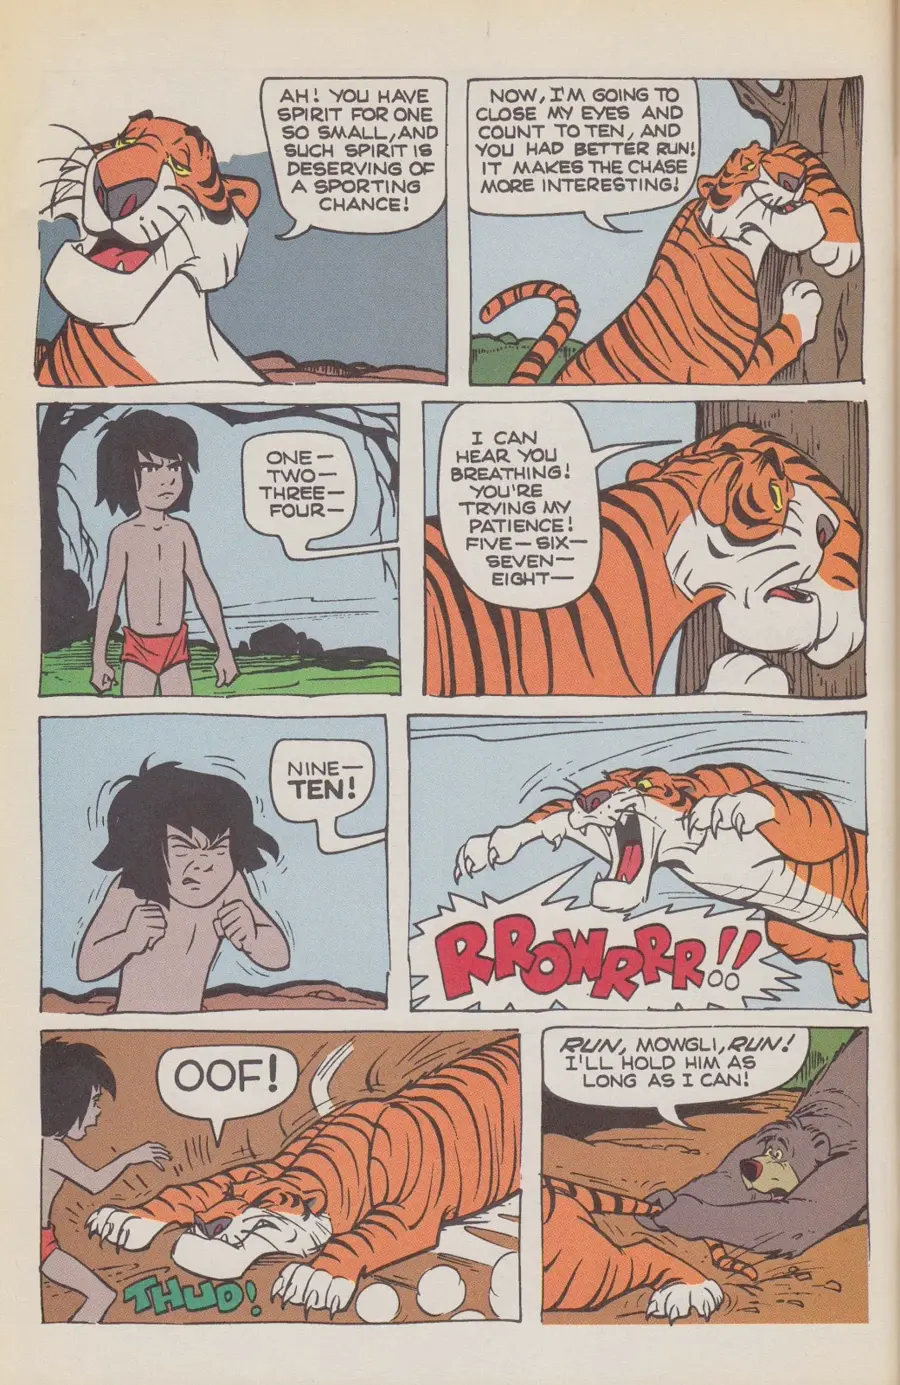 AH! YOU HAVE
SPIRIT FOR ONE
SO SMALL, AND
SUCH SPIRIT IS
DESERVING OF
A SPORTING
CHANCE!
NOW, I'M GOING TO
CLOSE MY EYES AND
COUNT TO TEN, AND
YOU HAD BETTER RUN!
IT MAKES THE CHASE
MORE INTERESTING!
ONE—
TWO—
THREE—
FOUR—
I CAN
HEAR YOU
BREATHING!
YOU'RE
TRYING MY
PATIENCE!
FIVE—SIX—
SEVEN—
EIGHT—
NINE—
TEN!
RROWRRR!!
OOF!
THUD!
RUN, MOWGLI, RUN!
I'LL HOLD HIM AS
LONG AS I CAN!